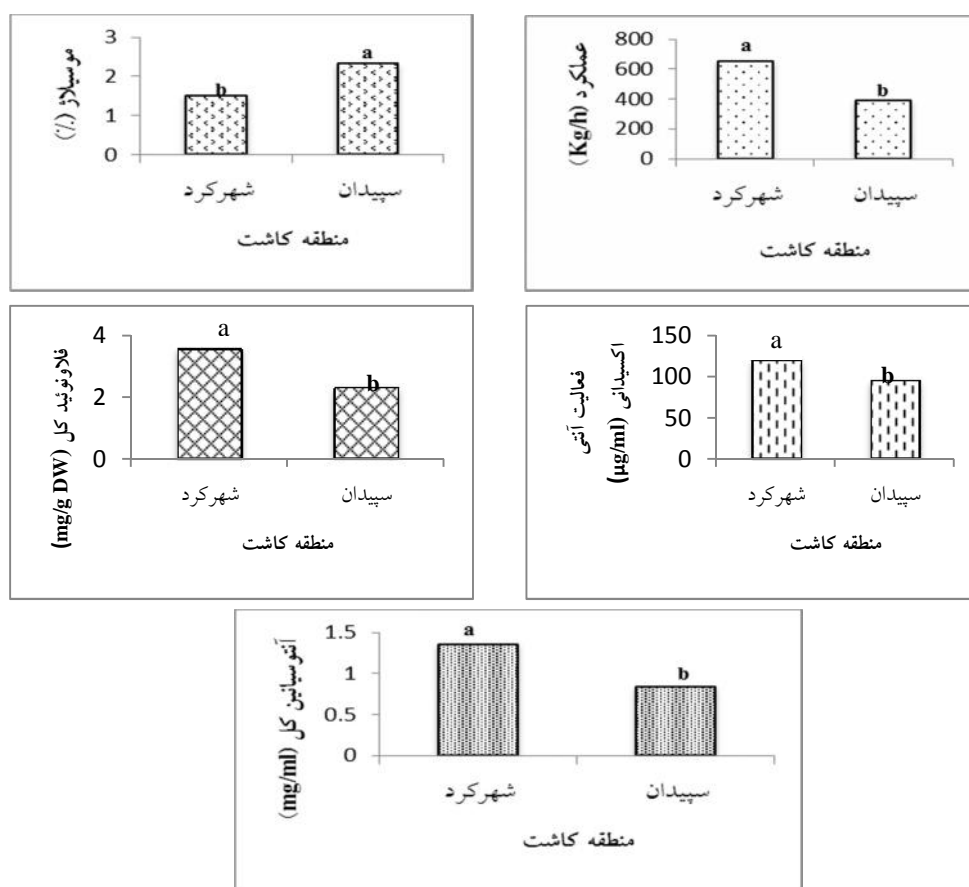 موسیلاژ (٪)
3
2
1
0
b
a
شهرکرد
سپیدان
منطقه کاشت
عملکرد (Kg/h)
800
600
400
200
0
a
b
شهرکرد
سپیدان
منطقه کاشت
فلاونوئید کل (mg/g DW)
4
2
0
a
b
شهرکرد
سپیدان
منطقه کاشت
فعالیت آنتی
اکسیدانی (µg/ml)
150
100
50
0
a
b
شهرکرد
سپیدان
منطقه کاشت
آنتوسیانین کل (mg/ml)
1.5
1
0.5
0
a
b
شهرکرد
سپیدان
منطقه کاشت